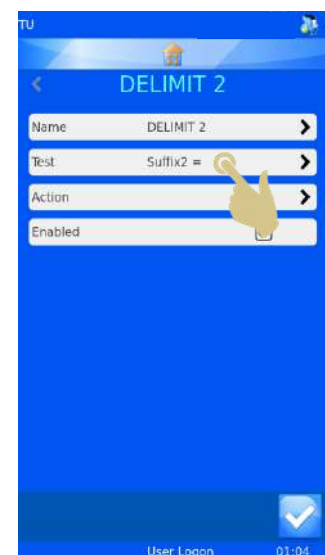 TU
DELIMIT 2
Name DELIMIT 2
Test Suffix2 =
Action
Enabled
User Logon 01:04